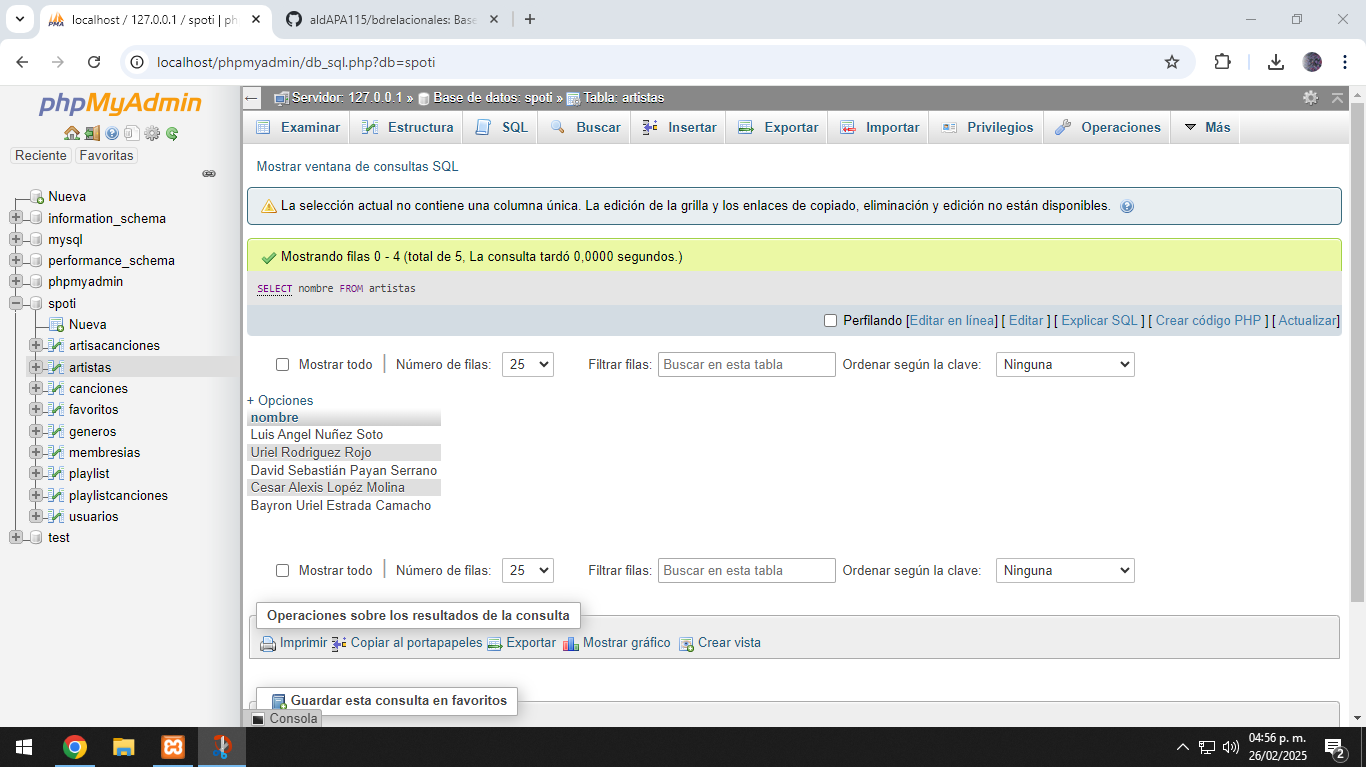 localhost / 127.0.0.1 / spoti | ph
aldAPA115/bdrelacionales: Base
localhost/phpmyadmin/db_sql.php?db=spoti
phpMyAdmin
Reciente Favoritas
Nueva
information_schema
mysql
performance_schema
phpmyadmin
spoti
Nueva
artisacanciones
artistas
canciones
favoritos
generos
membresias
playlist
playlistcanciones
usuarios
test
Servidor: 127.0.0.1 » Base de datos: spoti » Tabla: artistas
Examinar Estructura SQL Buscar Insertar Exportar Importar Privilegios Operaciones Más
Mostrar ventana de consultas SQL
La selección actual no contiene una columna única. La edición de la grilla y los enlaces de copiado, eliminación y edición no están disponibles.
Mostrando filas 0 - 4 (total de 5, La consulta tardó 0,0000 segundos.)
SELECT nombre FROM artistas
Perfilando [Editar en línea] [ Editar ] [ Explicar SQL ] [ Crear código PHP ] [ Actualizar]
Mostrar todo | Número de filas: 25 Filtrar filas: Buscar en esta tabla Ordenar según la clave: Ninguna
+ Opciones
nombre
Luis Angel Nuñez Soto
Uriel Rodriguez Rojo
David Sebastián Payan Serrano
Cesar Alexis Lopéz Molina
Bayron Uriel Estrada Camacho
Mostrar todo | Número de filas: 25 Filtrar filas: Buscar en esta tabla Ordenar según la clave: Ninguna
Operaciones sobre los resultados de la consulta
Imprimir Copiar al portapapeles Exportar Mostrar gráfico Crear vista
Guardar esta consulta en favoritos
Consola
04:56 p. m.
26/02/2025
2